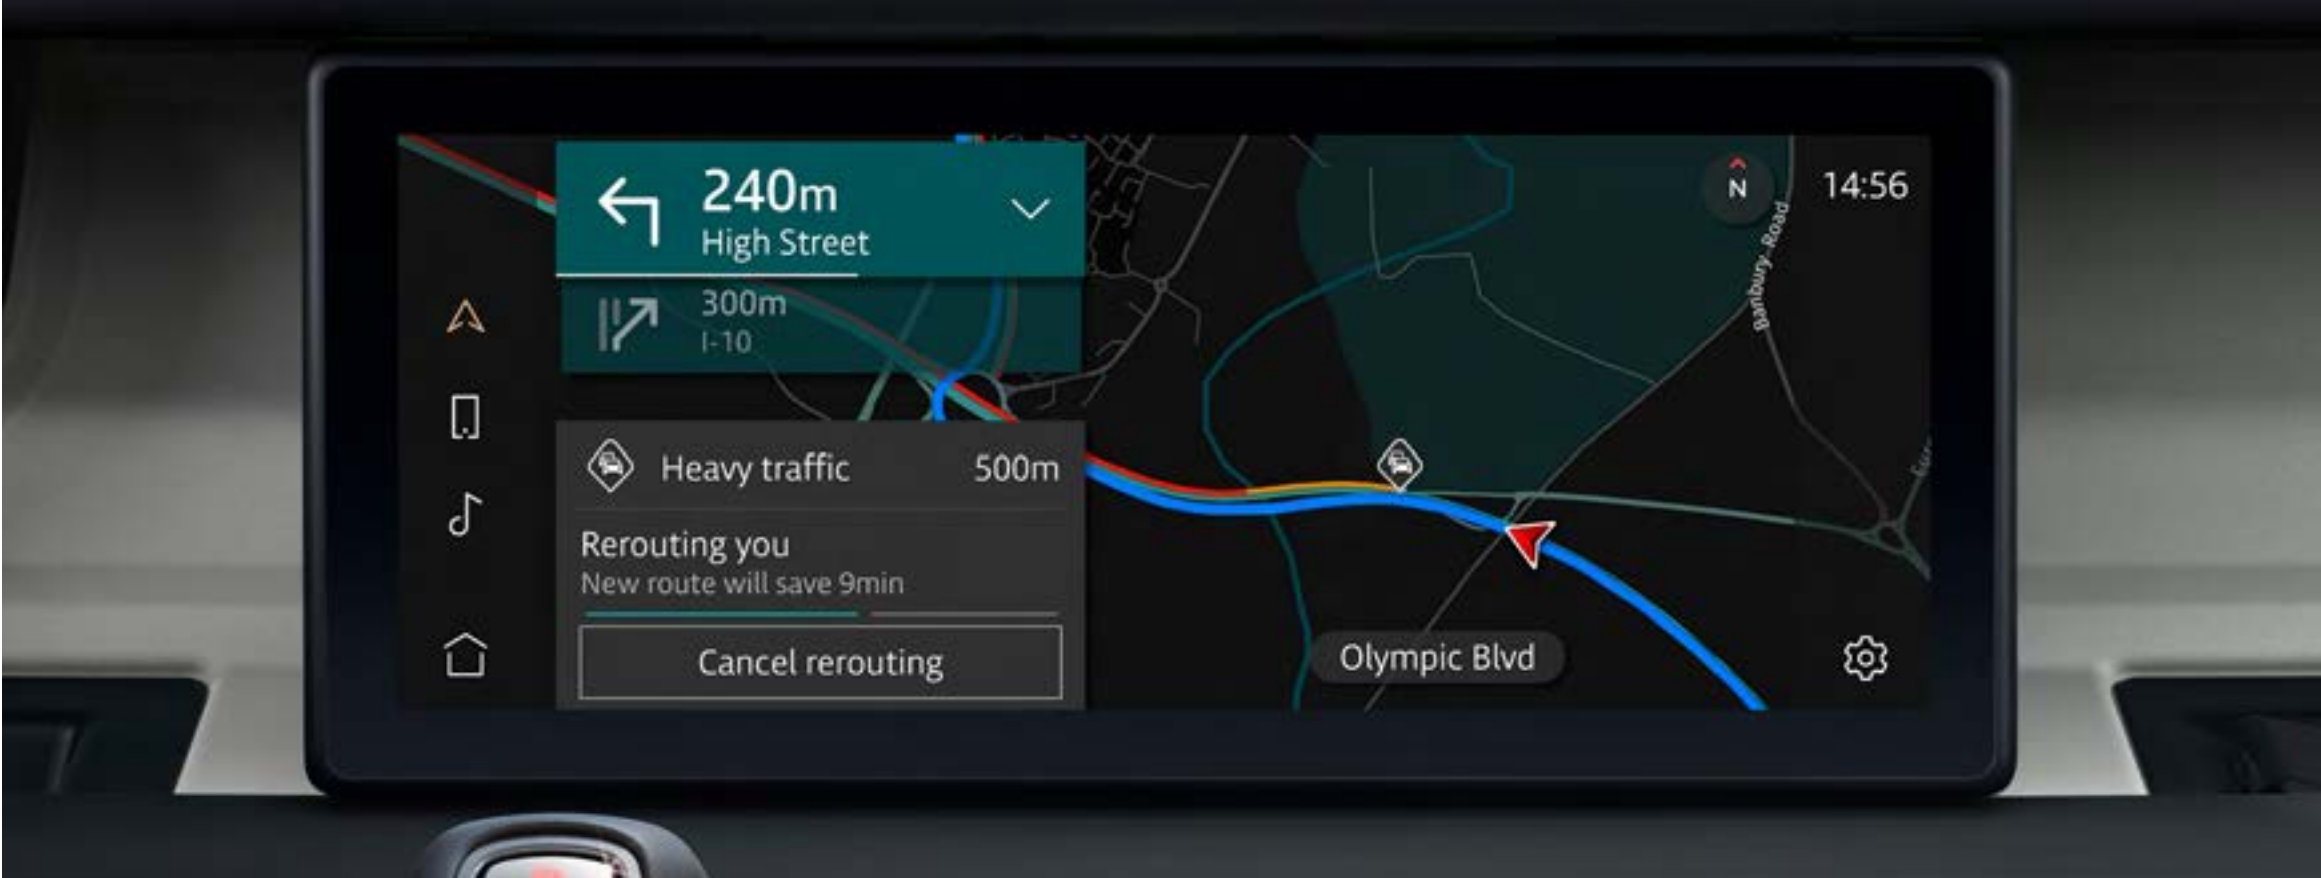 240m
High Street
300m
I-10
Heavy traffic 500m
Rerouting you
New route will save 9min
Cancel rerouting
N
14:56
Banbury Road
Olympic Blvd